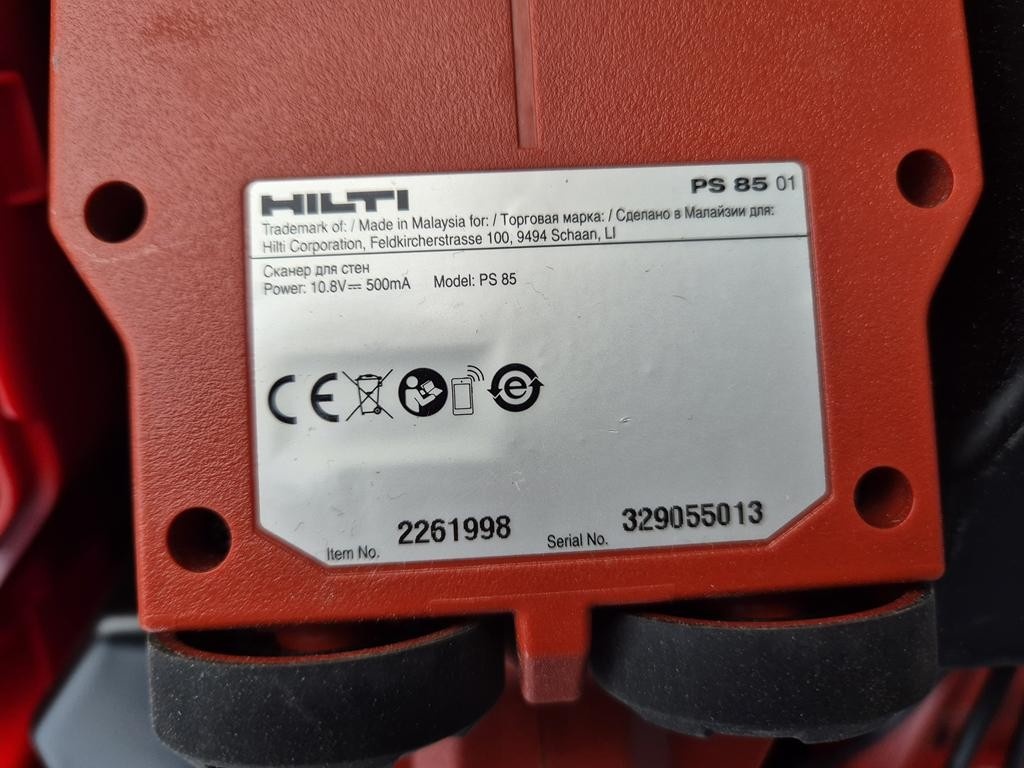 HILTI
PS 85 01
Trademark of: / Made in Malaysia for: / Торговая марка: / Сделано в Малайзии для:
Hilti Corporation, Feldkircherstrasse 100, 9494 Schaan, LI
Сканер для стен
Power: 10.8V⎓ 500mA Model: PS 85
CE
e
Item No. 2261998 Serial No. 329055013